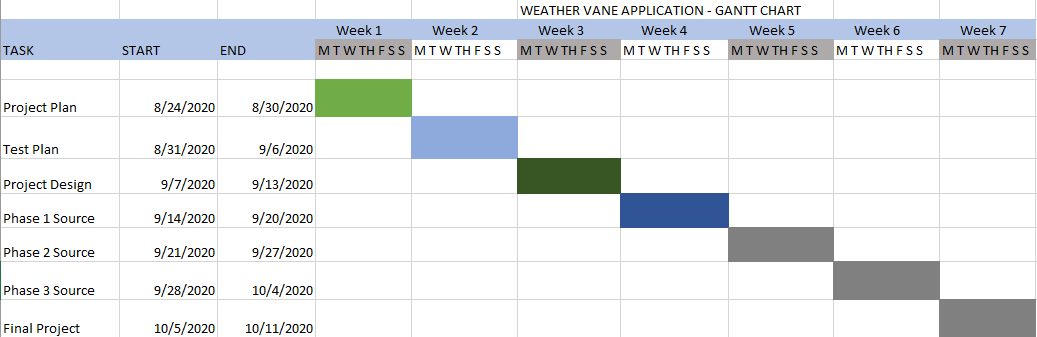 WEATHER VANE APPLICATION - GANTT CHART
Week 1 Week 2 Week 3 Week 4 Week 5 Week 6 Week 7
TASK START END M T W TH F S S M T W TH F S S M T W TH F S S M T W TH F S S M T W TH F S S M T W TH F S S M T W TH F S S
Project Plan 8/24/2020 8/30/2020
Test Plan 8/31/2020 9/6/2020
Project Design 9/7/2020 9/13/2020
Phase 1 Source 9/14/2020 9/20/2020
Phase 2 Source 9/21/2020 9/27/2020
Phase 3 Source 9/28/2020 10/4/2020
Final Project 10/5/2020 10/11/2020